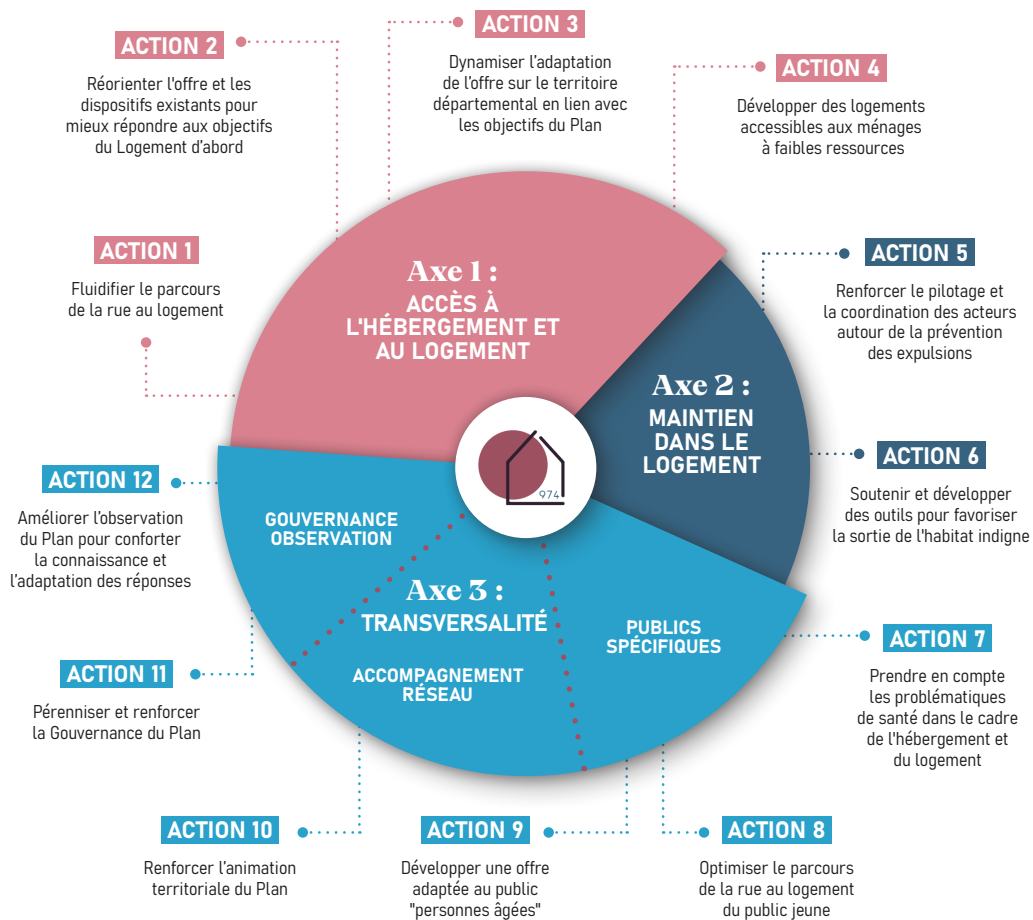 ACTION 1
Fluidifier le parcours
de la rue au logement
ACTION 2
Réorienter l'offre et les
dispositifs existants pour
mieux répondre aux objectifs
du Logement d'abord
ACTION 3
Dynamiser l'adaptation
de l'offre sur le territoire
départemental en lien avec
les objectifs du Plan
ACTION 4
Développer des logements
accessibles aux ménages
à faibles ressources
Axe 1 :
ACCÈS À
L'HÉBERGEMENT ET
AU LOGEMENT
ACTION 5
Renforcer le pilotage et
la coordination des acteurs
autour de la prévention
des expulsions
Axe 2 :
MAINTIEN
DANS LE
LOGEMENT
ACTION 6
Soutenir et développer
des outils pour favoriser
la sortie de l'habitat indigne
974
GOUVERNANCE
OBSERVATION
Axe 3 :
TRANSVERSALITÉ
ACCOMPAGNEMENT
RÉSEAU
PUBLICS
SPÉCIFIQUES
ACTION 7
Prendre en compte
les problématiques
de santé dans le cadre
de l'hébergement et
du logement
ACTION 8
Optimiser le parcours
de la rue au logement
du public jeune
ACTION 9
Développer une offre
adaptée au public
"personnes âgées"
ACTION 10
Renforcer l'animation
territoriale du Plan
ACTION 11
Pérenniser et renforcer
la Gouvernance du Plan
ACTION 12
Améliorer l'observation
du Plan pour conforter
la connaissance et
l'adaptation des réponses